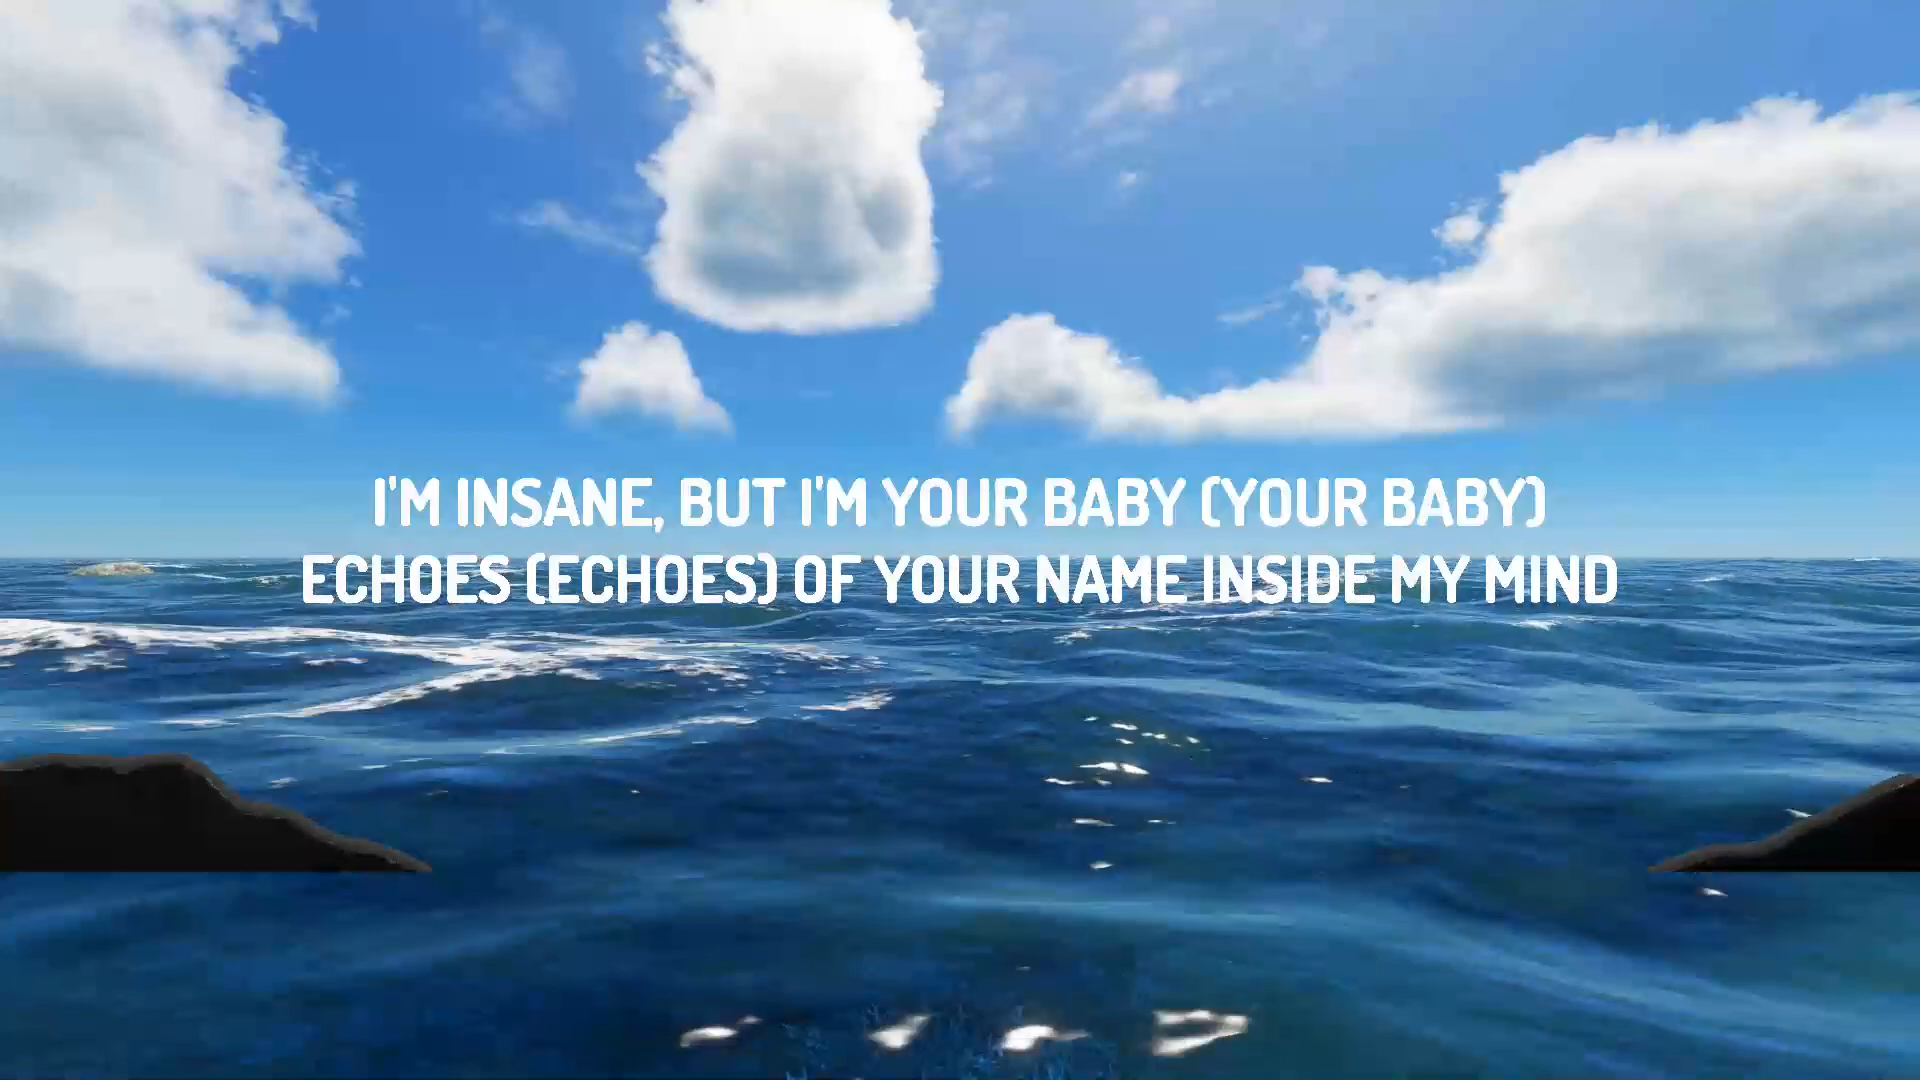 I'M INSANE, BUT I'M YOUR BABY (YOUR BABY)
ECHOES (ECHOES) OF YOUR NAME INSIDE MY MIND